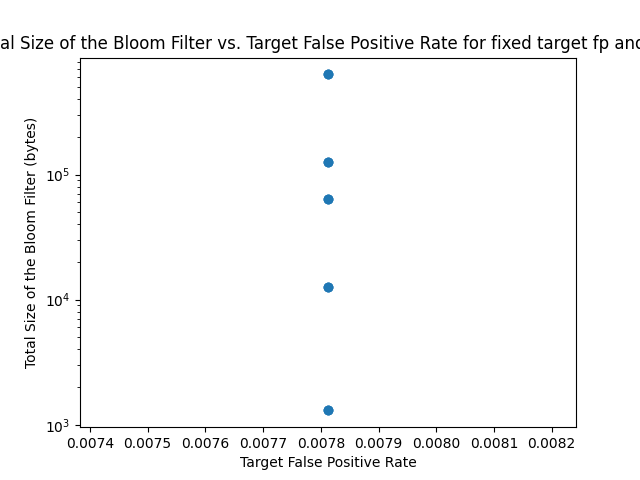 al Size of the Bloom Filter vs. Target False Positive Rate for fixed target fp and
Total Size of the Bloom Filter (bytes)
10^5
10^4
10^3
0.0074 0.0075 0.0076 0.0077 0.0078 0.0079 0.0080 0.0081 0.0082
Target False Positive Rate